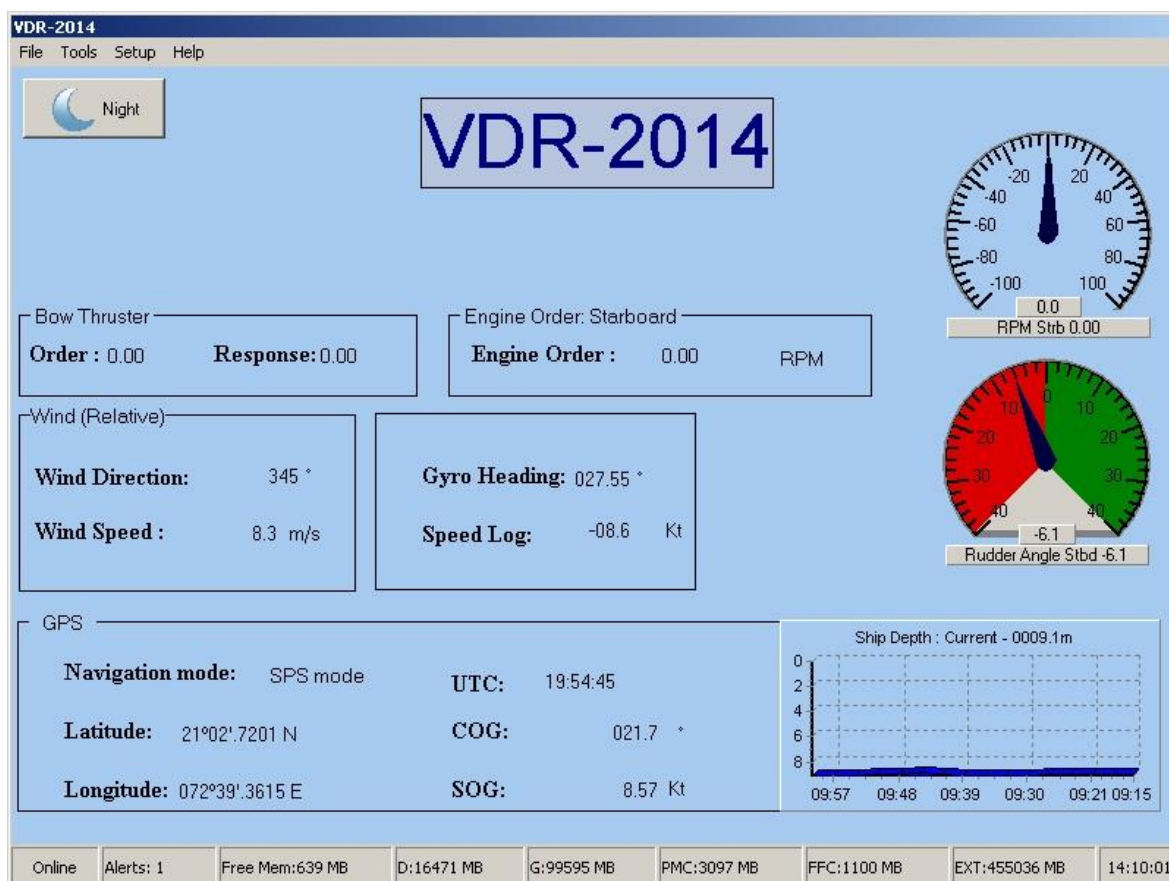 VDR-2014
File Tools Setup Help
Night
VDR-2014
-100 -80 -60 -40 -20 20 40 60 80 100
0.0
RPM Strb 0.00
Bow Thruster
Order : 0.00 Response: 0.00
Engine Order: Starboard
Engine Order : 0.00 RPM
40 30 20 10 0 10 20 30 40
-6.1
Rudder Angle Stbd -6.1
Wind (Relative)
Wind Direction: 345 °
Wind Speed : 8.3 m/s
Gyro Heading: 027.55 °
Speed Log: -08.6 Kt
GPS
Navigation mode: SPS mode
UTC: 19:54:45
Latitude: 21º02'.7201 N
COG: 021.7 °
Longitude: 072º39'.3615 E
SOG: 8.57 Kt
Ship Depth : Current - 0009.1m
0
2
4
6
8
09:57 09:48 09:39 09:30 09:21 09:15
Online Alerts: 1 Free Mem:639 MB D:16471 MB G:99595 MB PMC:3097 MB FFC:1100 MB EXT:455036 MB 14:10:01